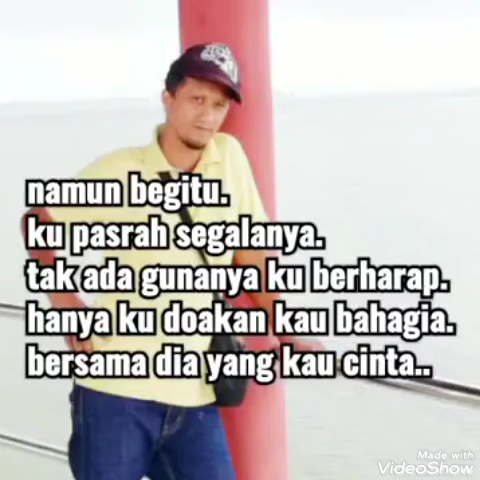 namun begitu.
ku pasrah segalanya.
tak ada gunanya ku berharap.
hanya ku doakan kau bahagia.
bersama dia yang kau cinta..
Made with
VideoShow